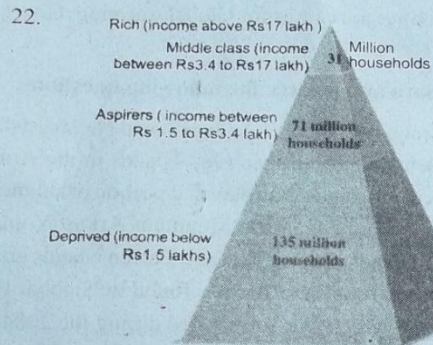 22.
Rich (income above Rs17 lakh )
Middle class (income
between Rs3.4 to Rs17 lakh)
31 Million
households
Aspirers ( income between
Rs 1.5 to Rs3.4 lakh)
71 million
households
Deprived (income below
Rs1.5 lakhs)
135 million
households